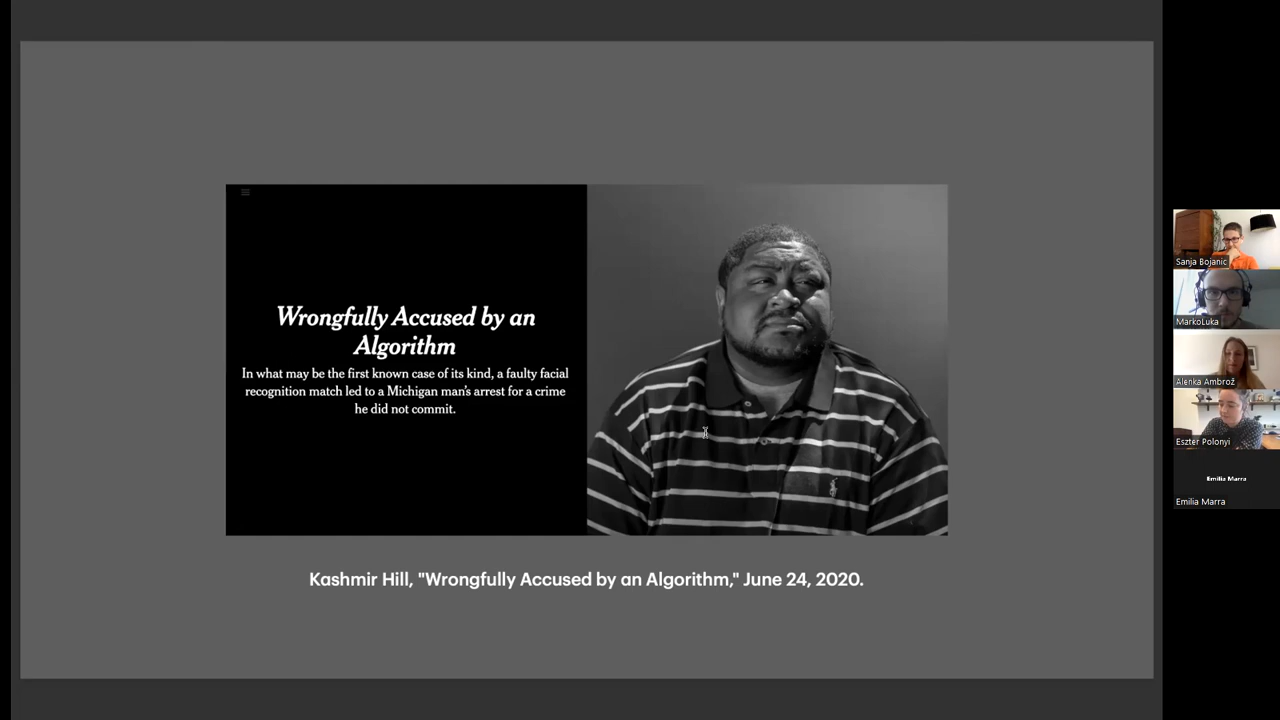 Wrongfully Accused by an
Algorithm
In what may be the first known case of its kind, a faulty facial
recognition match led to a Michigan man's arrest for a crime
he did not commit.
Kashmir Hill, "Wrongfully Accused by an Algorithm," June 24, 2020.
Sanja Bojanic
MarkoLuka
Alenka Ambrož
Eszter Polonyi
Emilia Marra
Emilia Marra